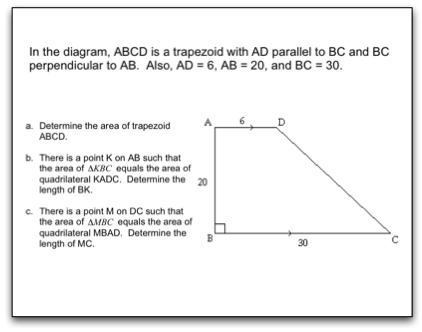 In the diagram, ABCD is a trapezoid with AD parallel to BC and BC
perpendicular to AB. Also, AD = 6, AB = 20, and BC = 30.
a. Determine the area of trapezoid
ABCD.
b. There is a point K on AB such that
the area of ΔKBC equals the area of
quadrilateral KADC. Determine the
length of BK.
c. There is a point M on DC such that
the area of ΔMBC equals the area of
quadrilateral MBAD. Determine the
length of MC.
A 6 D
20
B 30 C